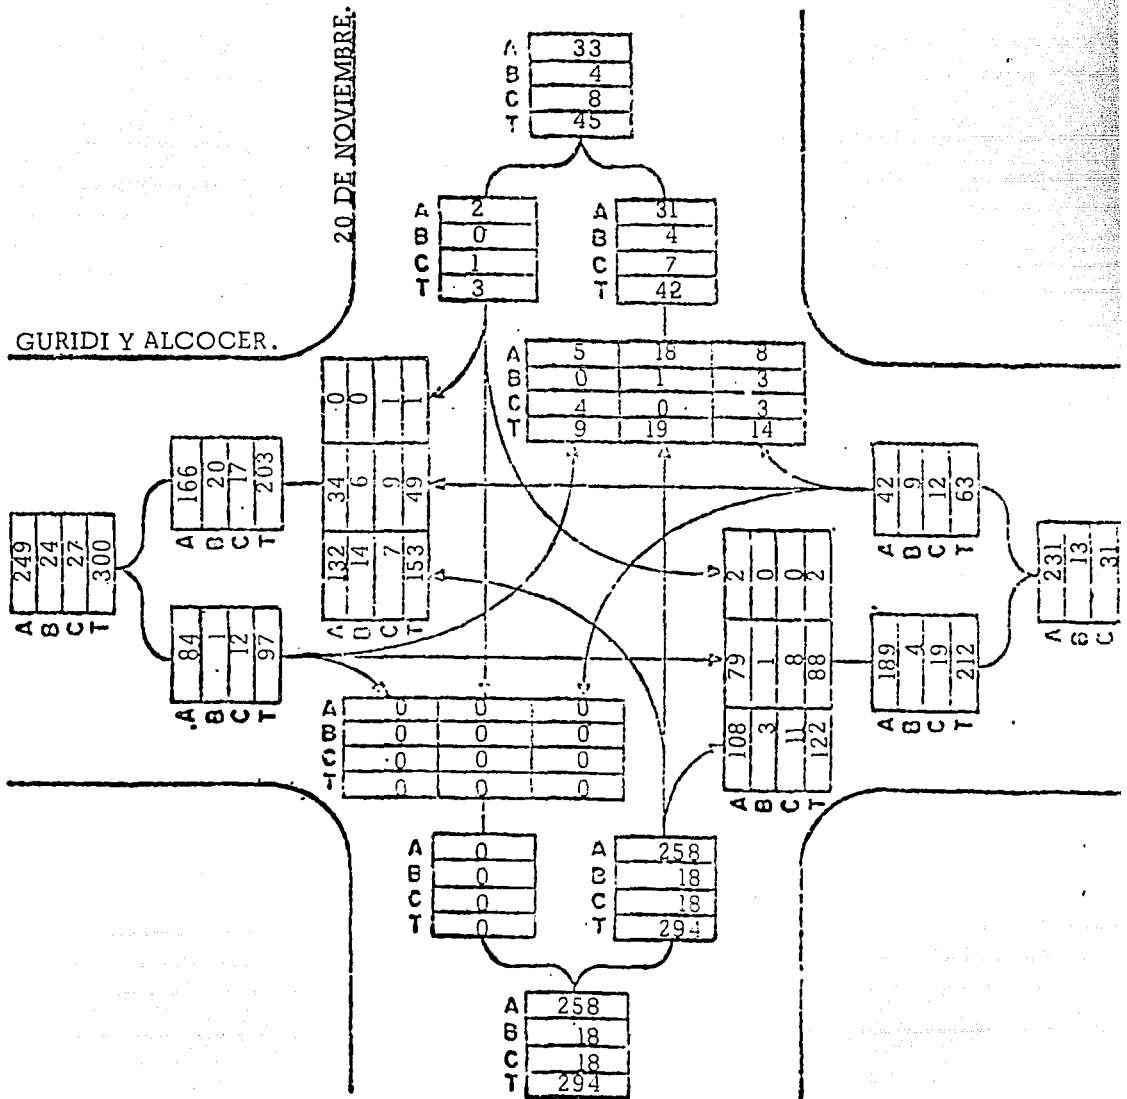 20 DE NOVIEMBRE.
GURIDI Y ALCOCER.
A 33
B 4
C 8
T 45
A 2
B 0
C 1
T 3
A 31
B 4
C 7
T 42
A 5 18 8
B 0 1 3
C 4 0 3
T 9 19 14
0 0 1 1
34 6 9 49
132 14 7 153
A B C T
166 20 17 203
A B C T
249 24 27 300
A B C T
84 1 12 97
A B C T
42 9 12 63
A B C T
231 13 31
A B C
2 0 0 2
79 1 8 88
108 3 11 122
A B C T
189 4 19 212
A B C T
A 0 0 0
B 0 0 0
C 0 0 0
T 0 0 0
A 0
B 0
C 0
T 0
A 258
B 18
C 18
T 294
A 258
B 18
C 18
T 294